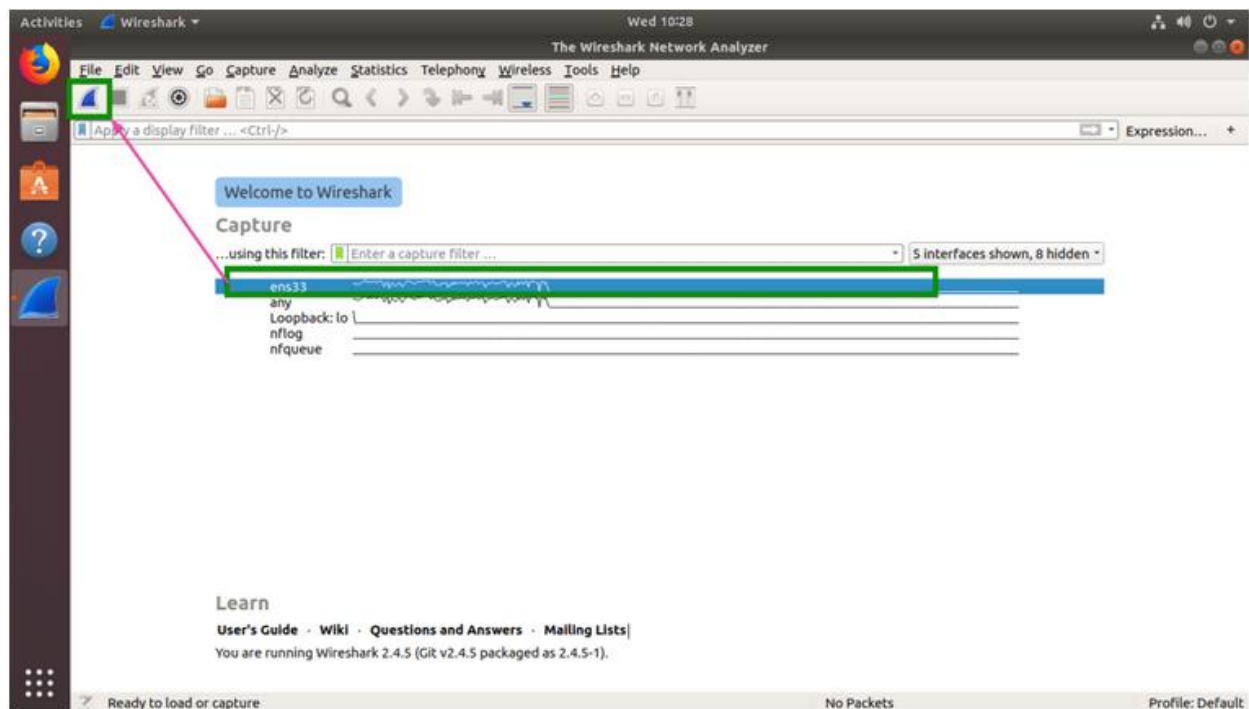 Activities Wireshark Wed 10:28
The Wireshark Network Analyzer
File Edit View Go Capture Analyze Statistics Telephony Wireless Tools Help
Apply a display filter ... <Ctrl-/> Expression... +
Welcome to Wireshark
Capture
...using this filter: Enter a capture filter ... 5 interfaces shown, 8 hidden
ens33
any
Loopback: lo
nflog
nfqueue
Learn
User's Guide · Wiki · Questions and Answers · Mailing Lists
You are running Wireshark 2.4.5 (Git v2.4.5 packaged as 2.4.5-1).
Ready to load or capture No Packets Profile: Default